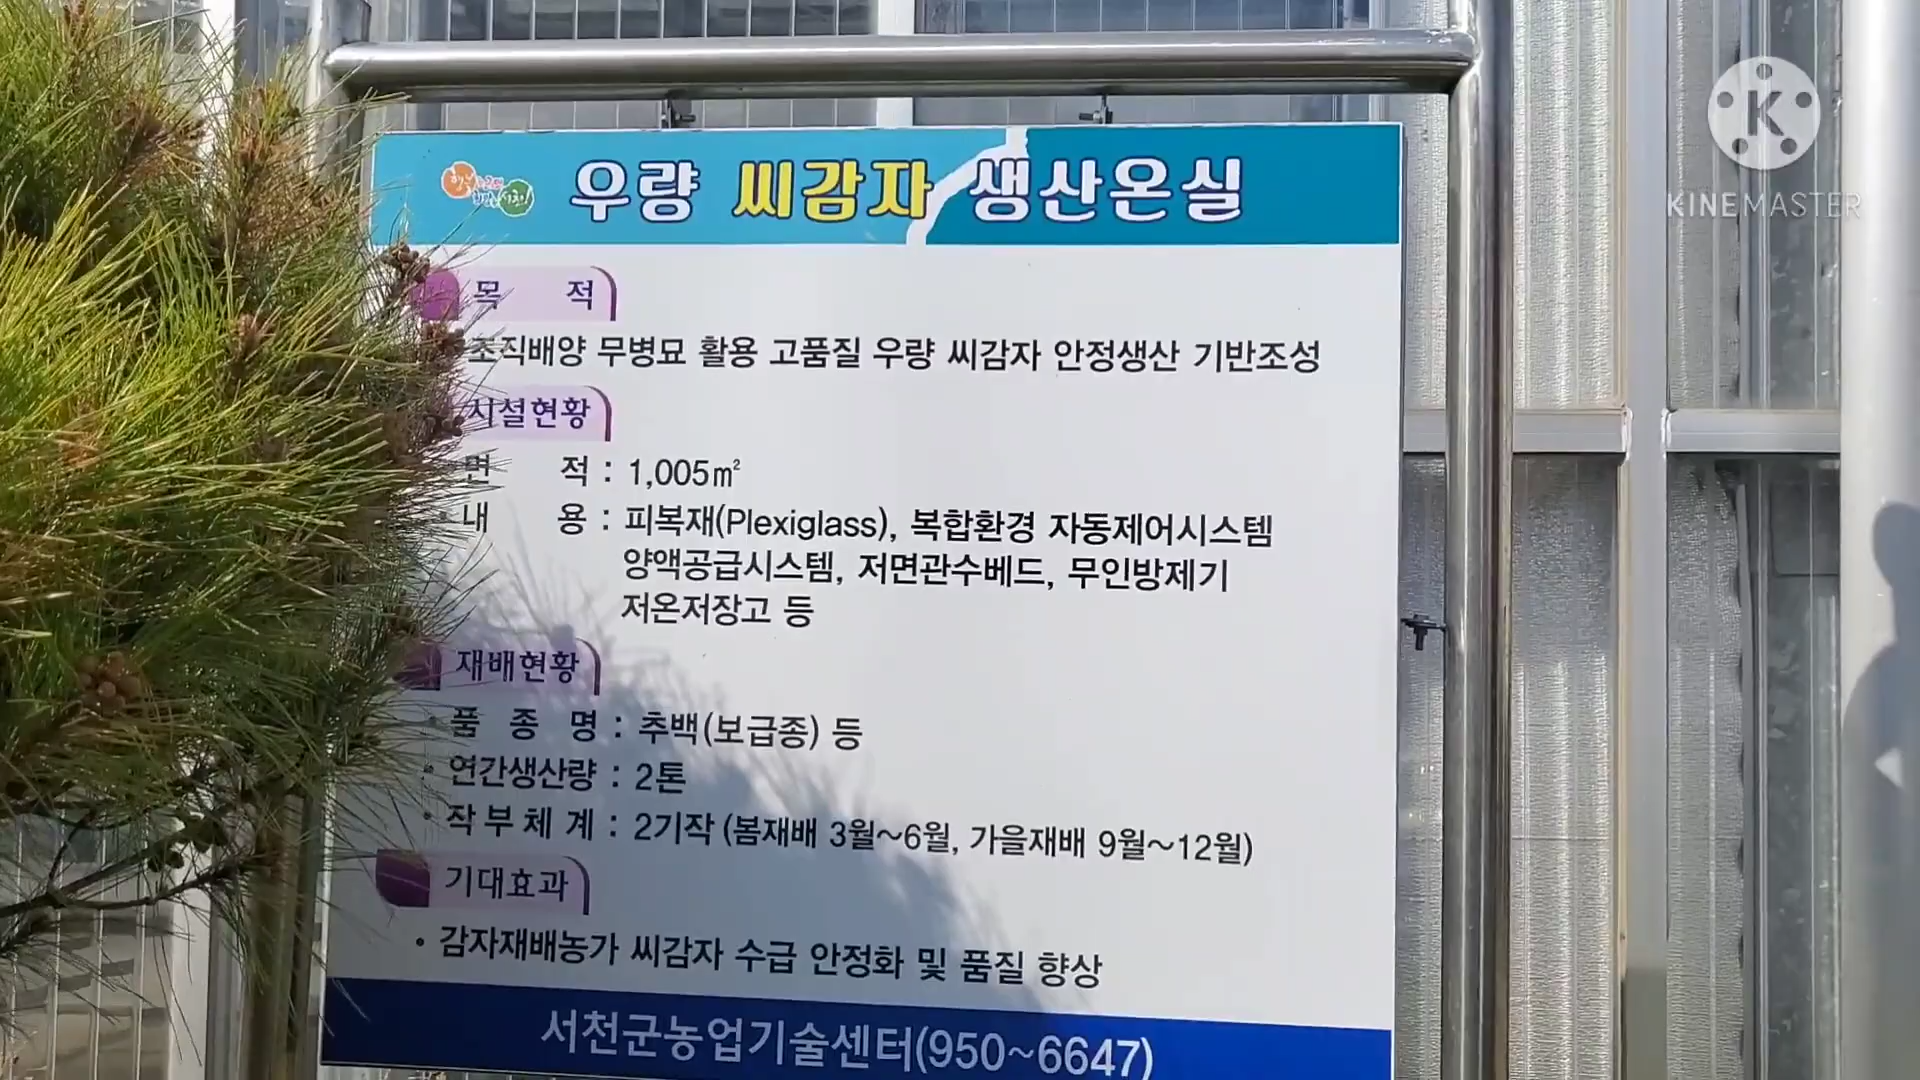 우량 씨감자 생산온실
목 적
조직배양 무병묘 활용 고품질 우량 씨감자 안정생산 기반조성
시설현황
면 적 : 1,005㎡
내 용 : 피복재(Plexiglass), 복합환경 자동제어시스템
양액공급시스템, 저면관수베드, 무인방제기
저온저장고 등
재배현황
• 품 종 명 : 추백(보급종) 등
• 연간생산량 : 2톤
• 작 부 체 계 : 2기작 (봄재배 3월~6월, 가을재배 9월~12월)
기대효과
• 감자재배농가 씨감자 수급 안정화 및 품질 향상
서천군농업기술센터(950~6647)
K
KINEMASTER